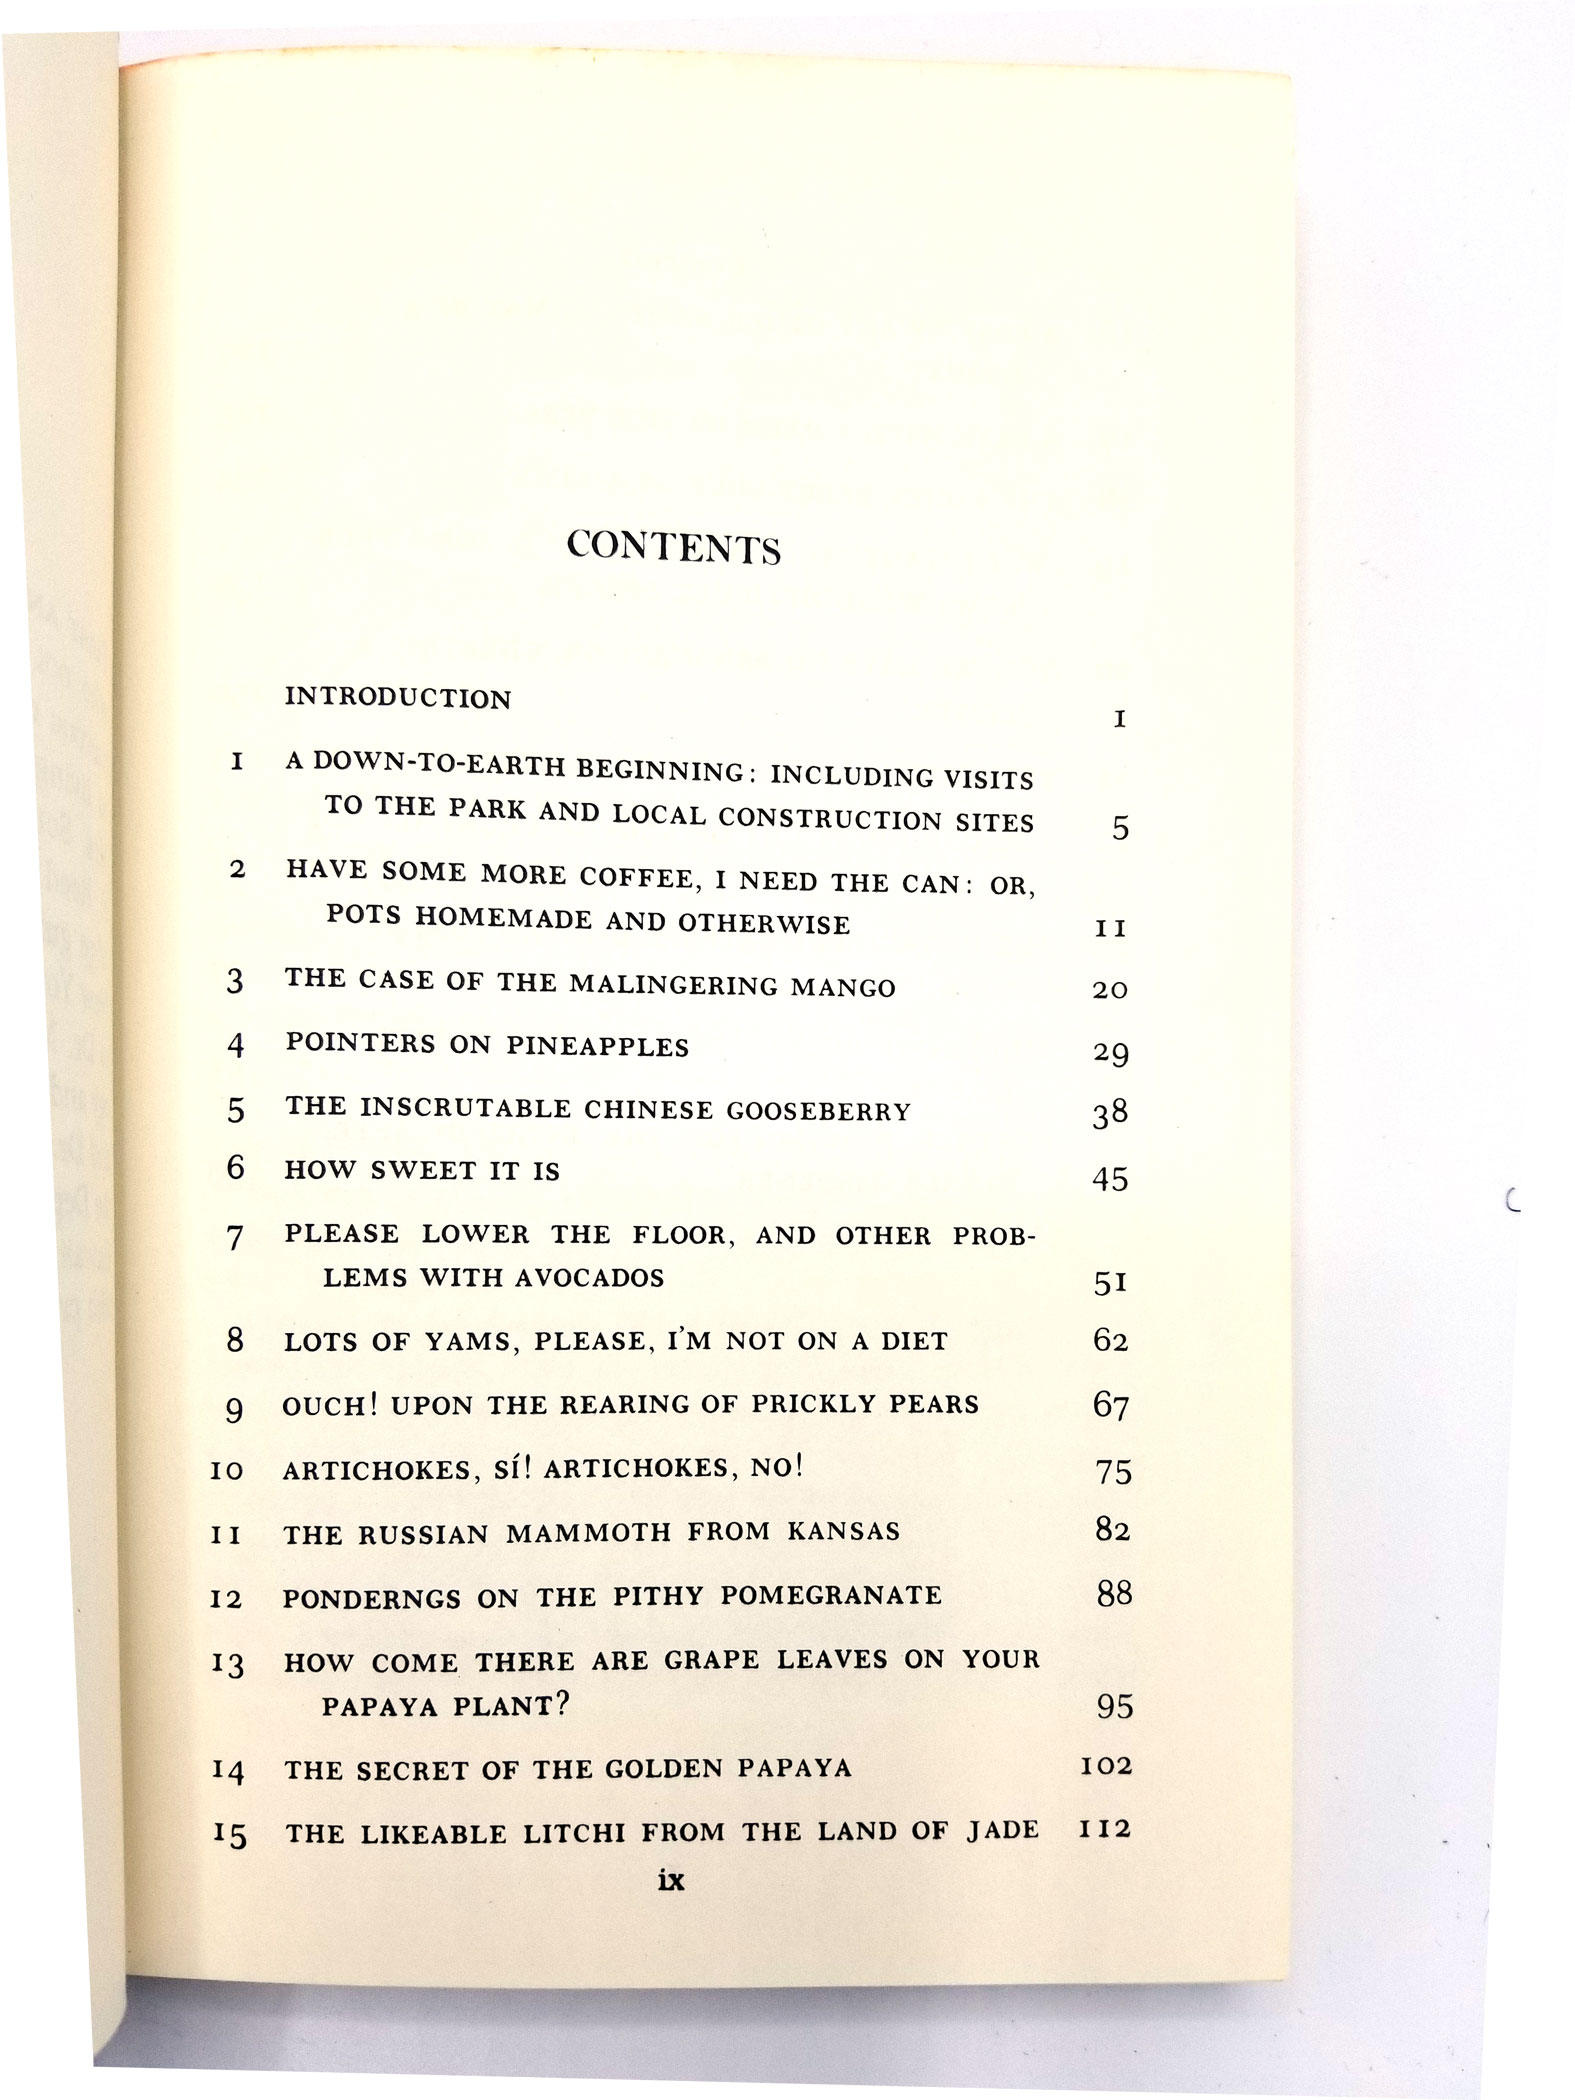 CONTENTS
INTRODUCTION 1
1 A DOWN-TO-EARTH BEGINNING: INCLUDING VISITS
TO THE PARK AND LOCAL CONSTRUCTION SITES 5
2 HAVE SOME MORE COFFEE, I NEED THE CAN: OR,
POTS HOMEMADE AND OTHERWISE 11
3 THE CASE OF THE MALINGERING MANGO 20
4 POINTERS ON PINEAPPLES 29
5 THE INSCRUTABLE CHINESE GOOSEBERRY 38
6 HOW SWEET IT IS 45
7 PLEASE LOWER THE FLOOR, AND OTHER PROB-
LEMS WITH AVOCADOS 51
8 LOTS OF YAMS, PLEASE, I'M NOT ON A DIET 62
9 OUCH! UPON THE REARING OF PRICKLY PEARS 67
10 ARTICHOKES, SÍ! ARTICHOKES, NO! 75
11 THE RUSSIAN MAMMOTH FROM KANSAS 82
12 PONDERNGS ON THE PITHY POMEGRANATE 88
13 HOW COME THERE ARE GRAPE LEAVES ON YOUR
PAPAYA PLANT? 95
14 THE SECRET OF THE GOLDEN PAPAYA 102
15 THE LIKEABLE LITCHI FROM THE LAND OF JADE 112
ix